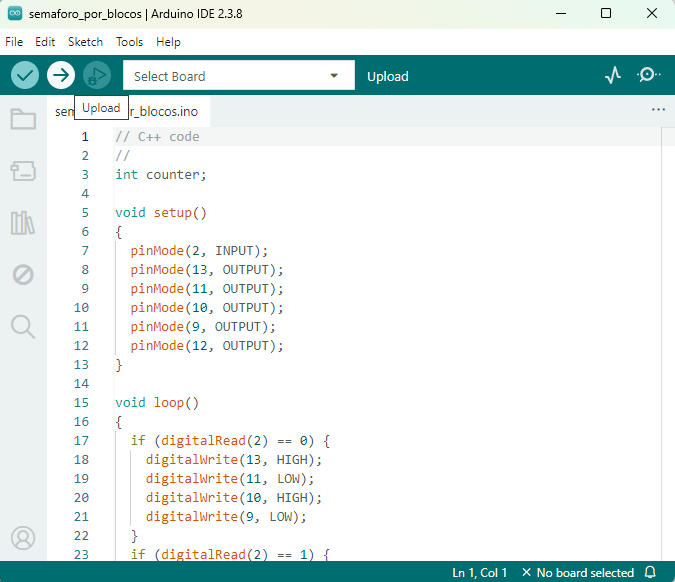 semaforo_por_blocos | Arduino IDE 2.3.8
File Edit Sketch Tools Help
Select Board Upload
sem r_blocos.ino
Upload
1 // C++ code
2 //
3 int counter;
4
5 void setup()
6 {
7 pinMode(2, INPUT);
8 pinMode(13, OUTPUT);
9 pinMode(11, OUTPUT);
10 pinMode(10, OUTPUT);
11 pinMode(9, OUTPUT);
12 pinMode(12, OUTPUT);
13 }
14
15 void loop()
16 {
17 if (digitalRead(2) == 0) {
18 digitalWrite(13, HIGH);
19 digitalWrite(11, LOW);
20 digitalWrite(10, HIGH);
21 digitalWrite(9, LOW);
22 }
23 if (digitalRead(2) == 1) {
Ln 1, Col 1 × No board selected